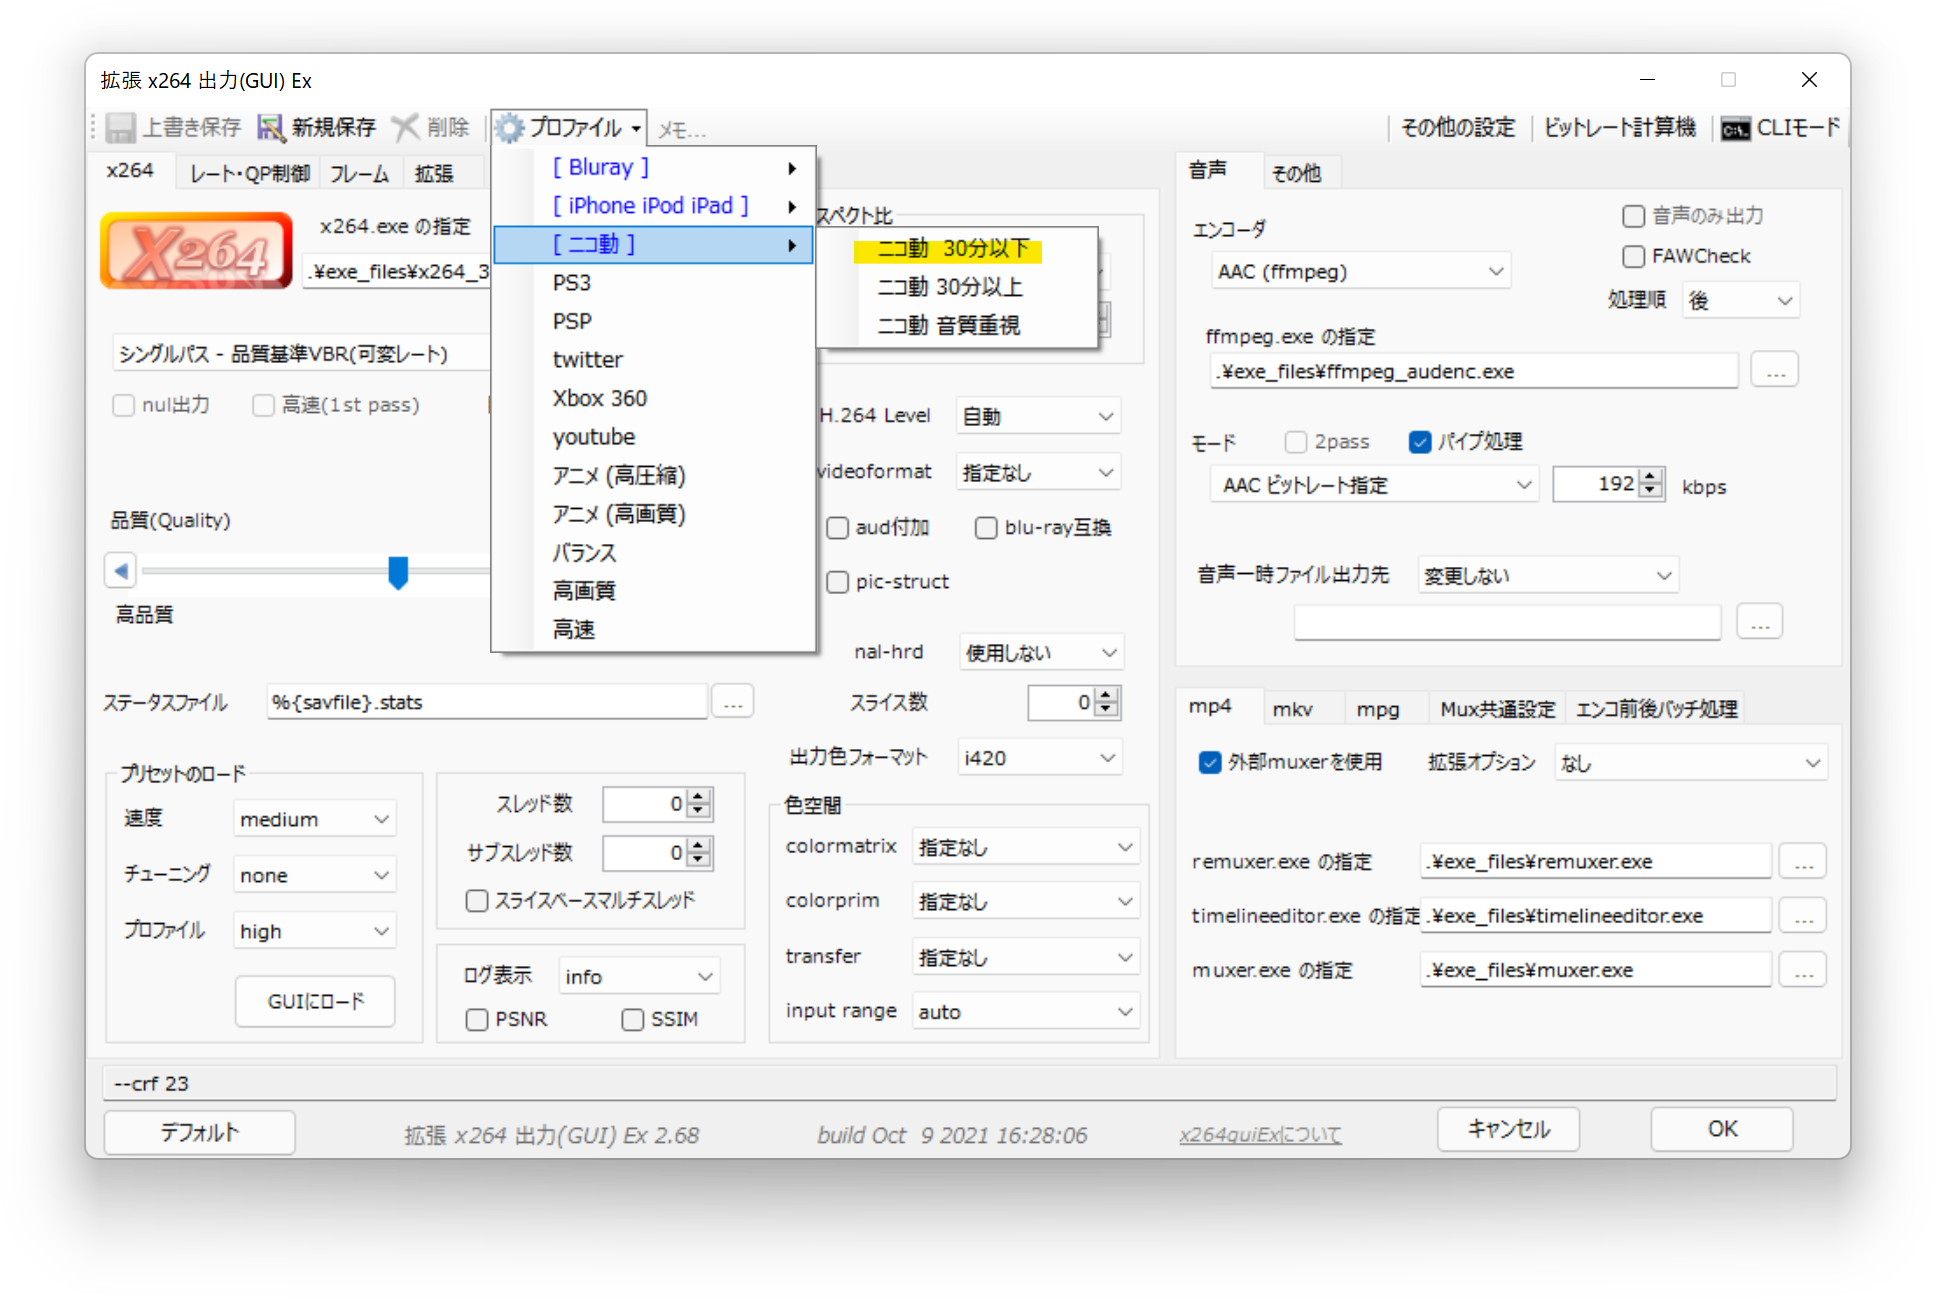 拡張 x264 出力(GUI) Ex
上書き保存 新規保存 削除 プロファイル メモ... その他の設定 ビットレート計算機 CLIモード
x264 レート・QP制御 フレーム 拡張
X264
x264.exe の指定
.¥exe_files¥x264_3
シングルパス - 品質基準VBR(可変レート)
nul出力 高速(1st pass)
品質(Quality)
高品質
ステータスファイル %{savfile}.stats ...
プリセットのロード
速度 medium
チューニング none
プロファイル high
GUIにロード
スレッド数 0
サブスレッド数 0
スライスベースマルチスレッド
ログ表示 info
PSNR SSIM
[ Bluray ]
[ iPhone iPod iPad ]
[ ニコ動 ]
PS3
PSP
twitter
Xbox 360
youtube
アニメ (高圧縮)
アニメ (高画質)
バランス
高画質
高速
ニコ動 30分以下
ニコ動 30分以上
ニコ動 音質重視
スペクト比
H.264 Level 自動
videoformat 指定なし
aud付加 blu-ray互換
pic-struct
nal-hrd 使用しない
スライス数 0
出力色フォーマット i420
色空間
colormatrix 指定なし
colorprim 指定なし
transfer 指定なし
input range auto
音声 その他
エンコーダ
AAC (ffmpeg)
音声のみ出力
FAWCheck
処理順 後
ffmpeg.exe の指定
.¥exe_files¥ffmpeg_audenc.exe ...
モード 2pass パイプ処理
AAC ビットレート指定 192 kbps
音声一時ファイル出力先 変更しない
...
mp4 mkv mpg Mux共通設定 エンコ前後バッチ処理
外部muxerを使用 拡張オプション なし
remuxer.exe の指定 .¥exe_files¥remuxer.exe ...
timelineeditor.exe の指定 .¥exe_files¥timelineeditor.exe ...
muxer.exe の指定 .¥exe_files¥muxer.exe ...
--crf 23
デフォルト 拡張 x264 出力(GUI) Ex 2.68 build Oct 9 2021 16:28:06 x264guiExについて キャンセル OK